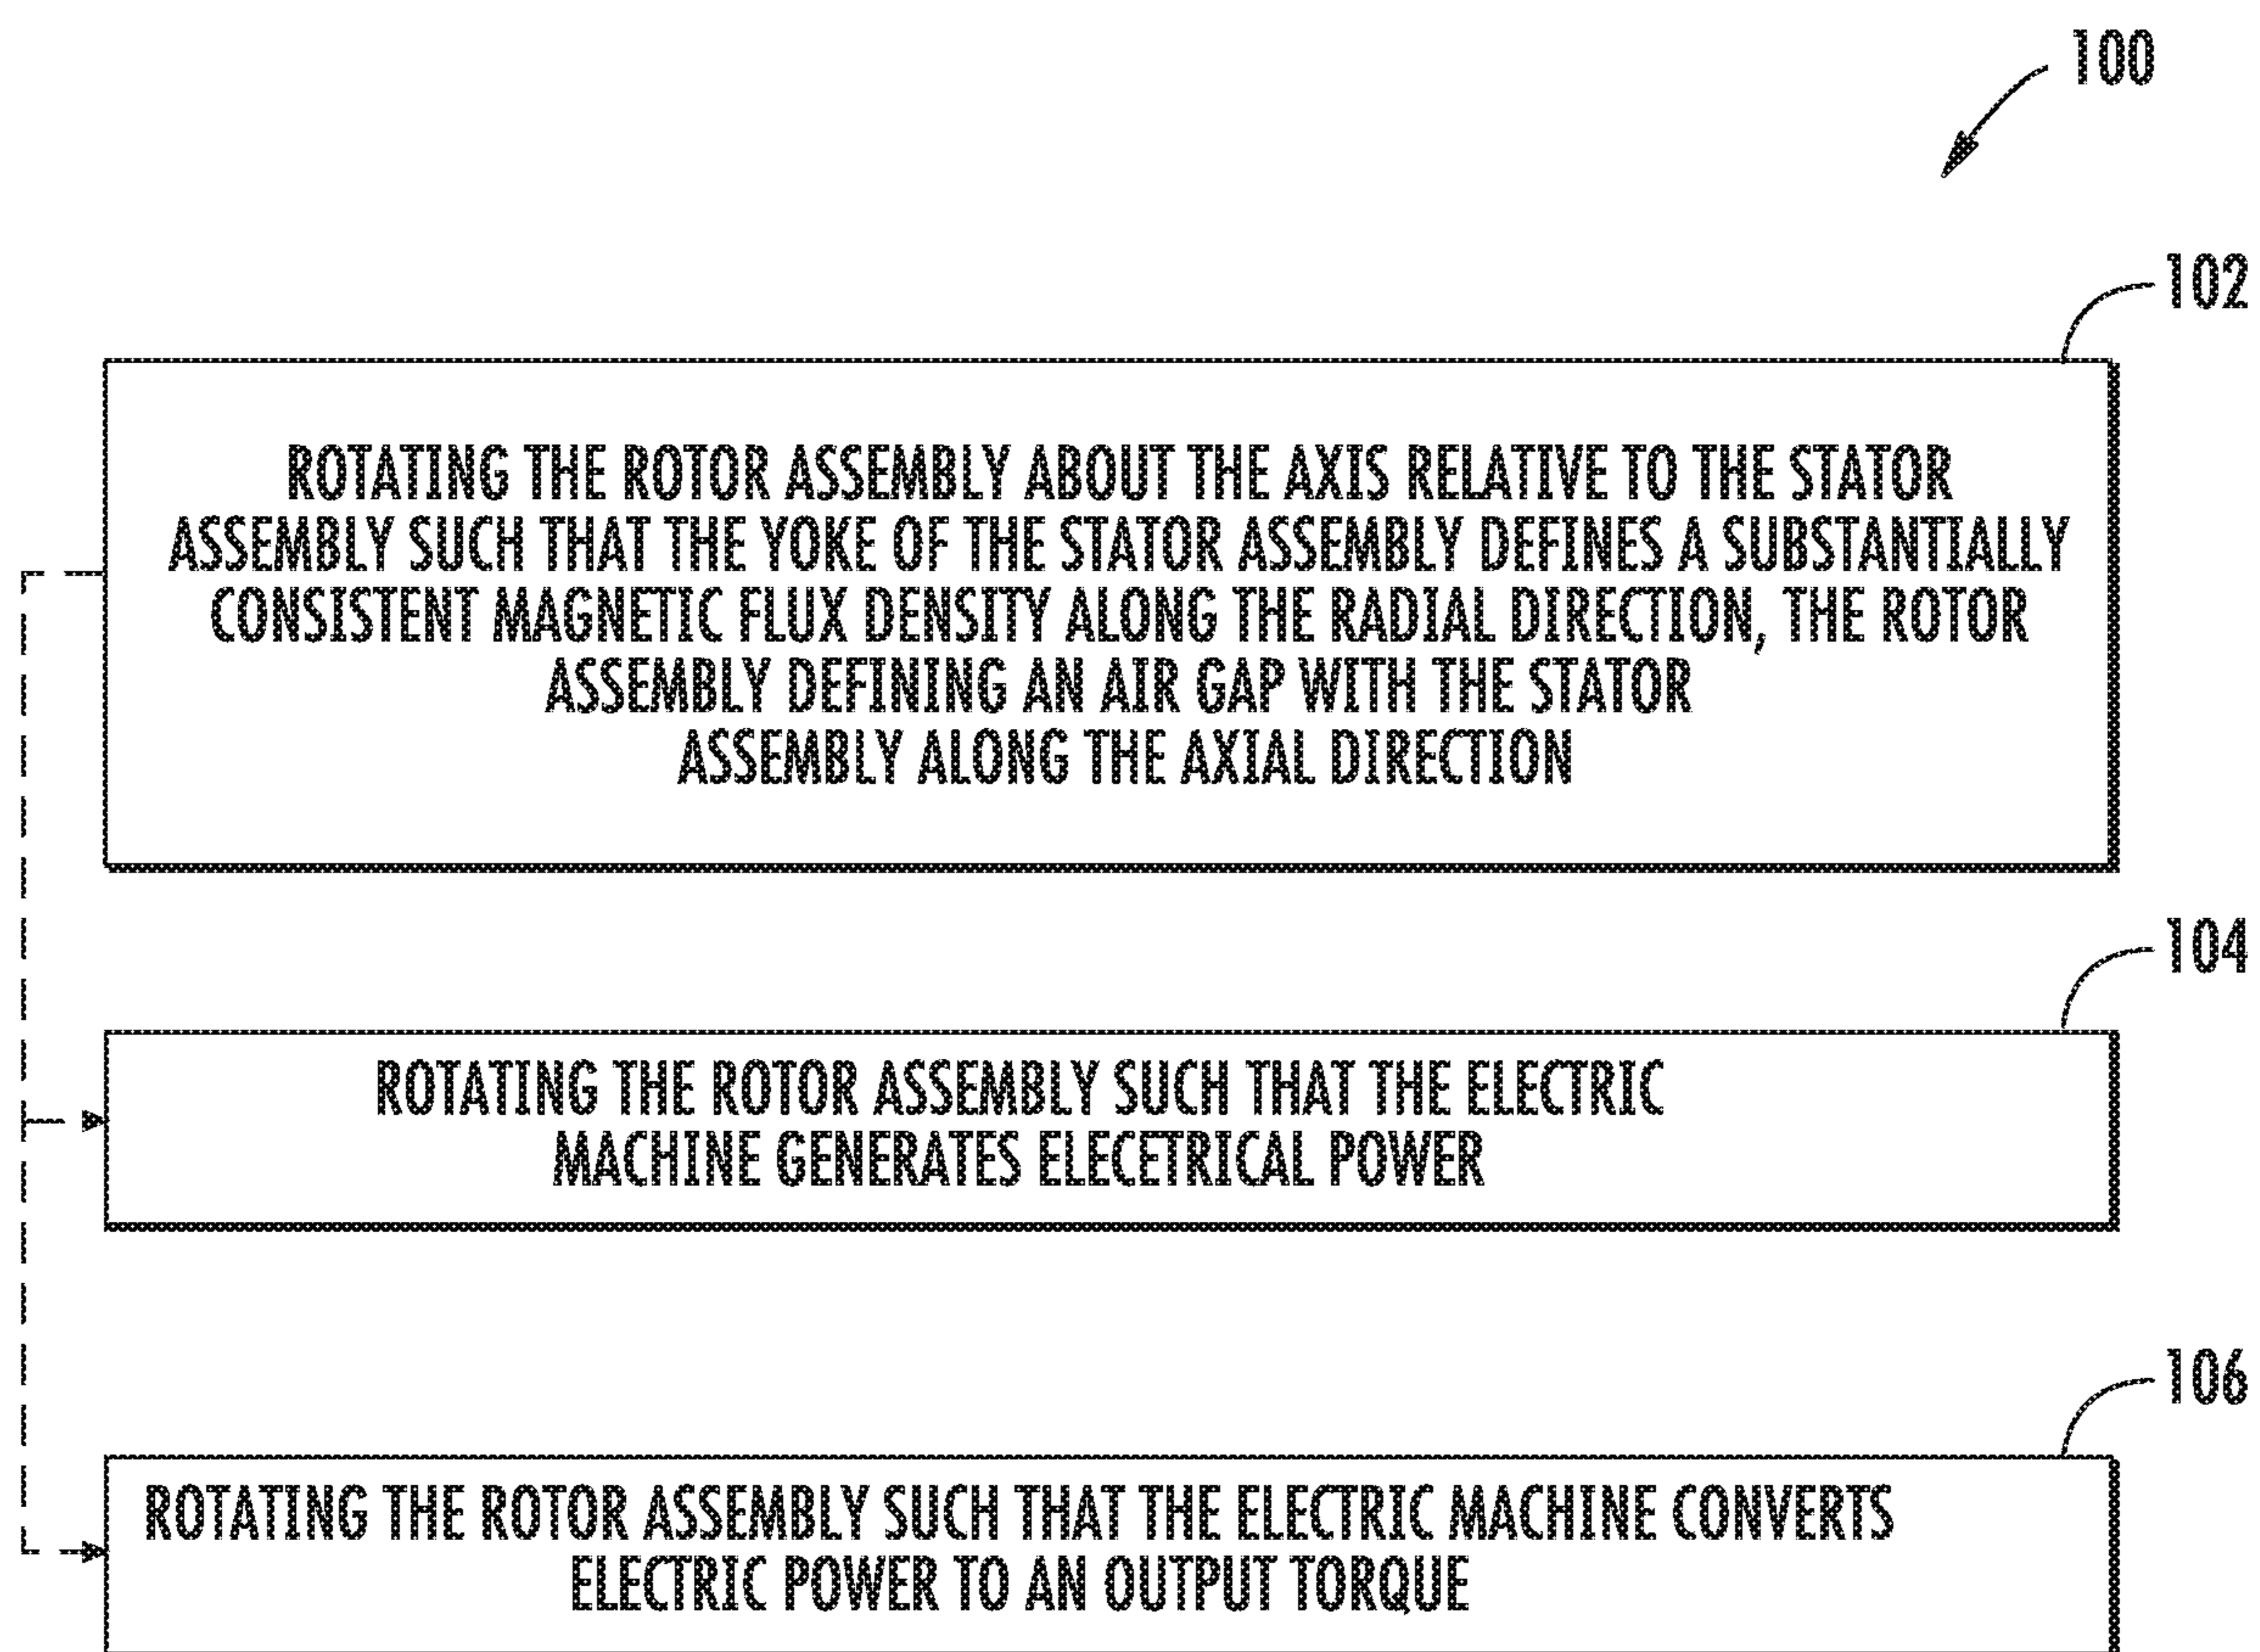 100
102
ROTATING THE ROTOR ASSEMBLY ABOUT THE AXIS RELATIVE TO THE STATOR
ASSEMBLY SUCH THAT THE YOKE OF THE STATOR ASSEMBLY DEFINES A SUBSTANTIALLY
CONSISTENT MAGNETIC FLUX DENSITY ALONG THE RADIAL DIRECTION, THE ROTOR
ASSEMBLY DEFINING AN AIR GAP WITH THE STATOR
ASSEMBLY ALONG THE AXIAL DIRECTION
104
ROTATING THE ROTOR ASSEMBLY SUCH THAT THE ELECTRIC
MACHINE GENERATES ELECETRICAL POWER
106
ROTATING THE ROTOR ASSEMBLY SUCH THAT THE ELECTRIC MACHINE CONVERTS
ELECTRIC POWER TO AN OUTPUT TORQUE